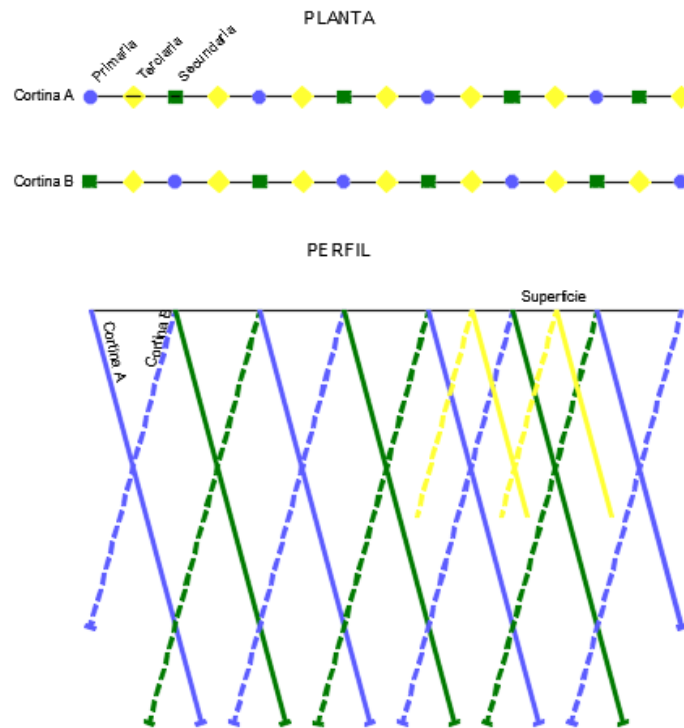 PLANTA
Primaria
Terciaria
Secundaria
Cortina A
Cortina B
PERFIL
Superficie
Cortina A
Cortina B